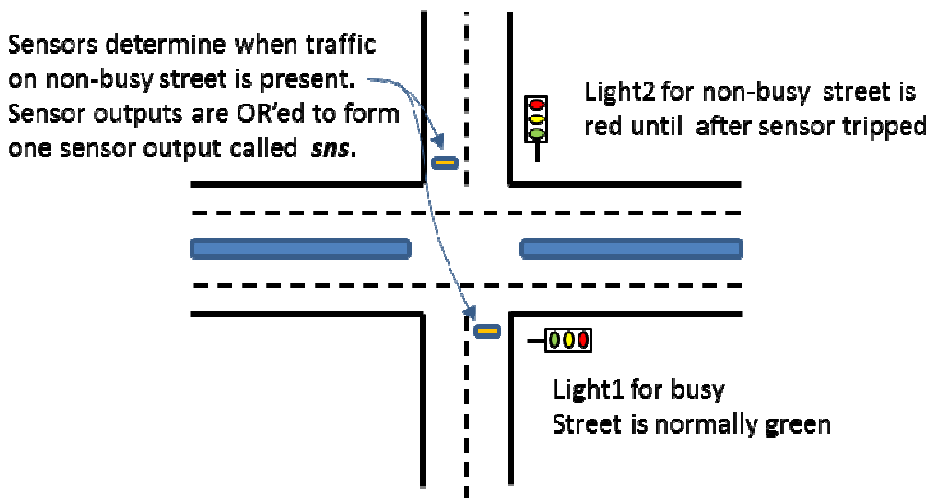 Sensors determine when traffic
on non-busy street is present.
Sensor outputs are OR'ed to form
one sensor output called sns.
Light2 for non-busy street is
red until after sensor tripped
Light1 for busy
Street is normally green